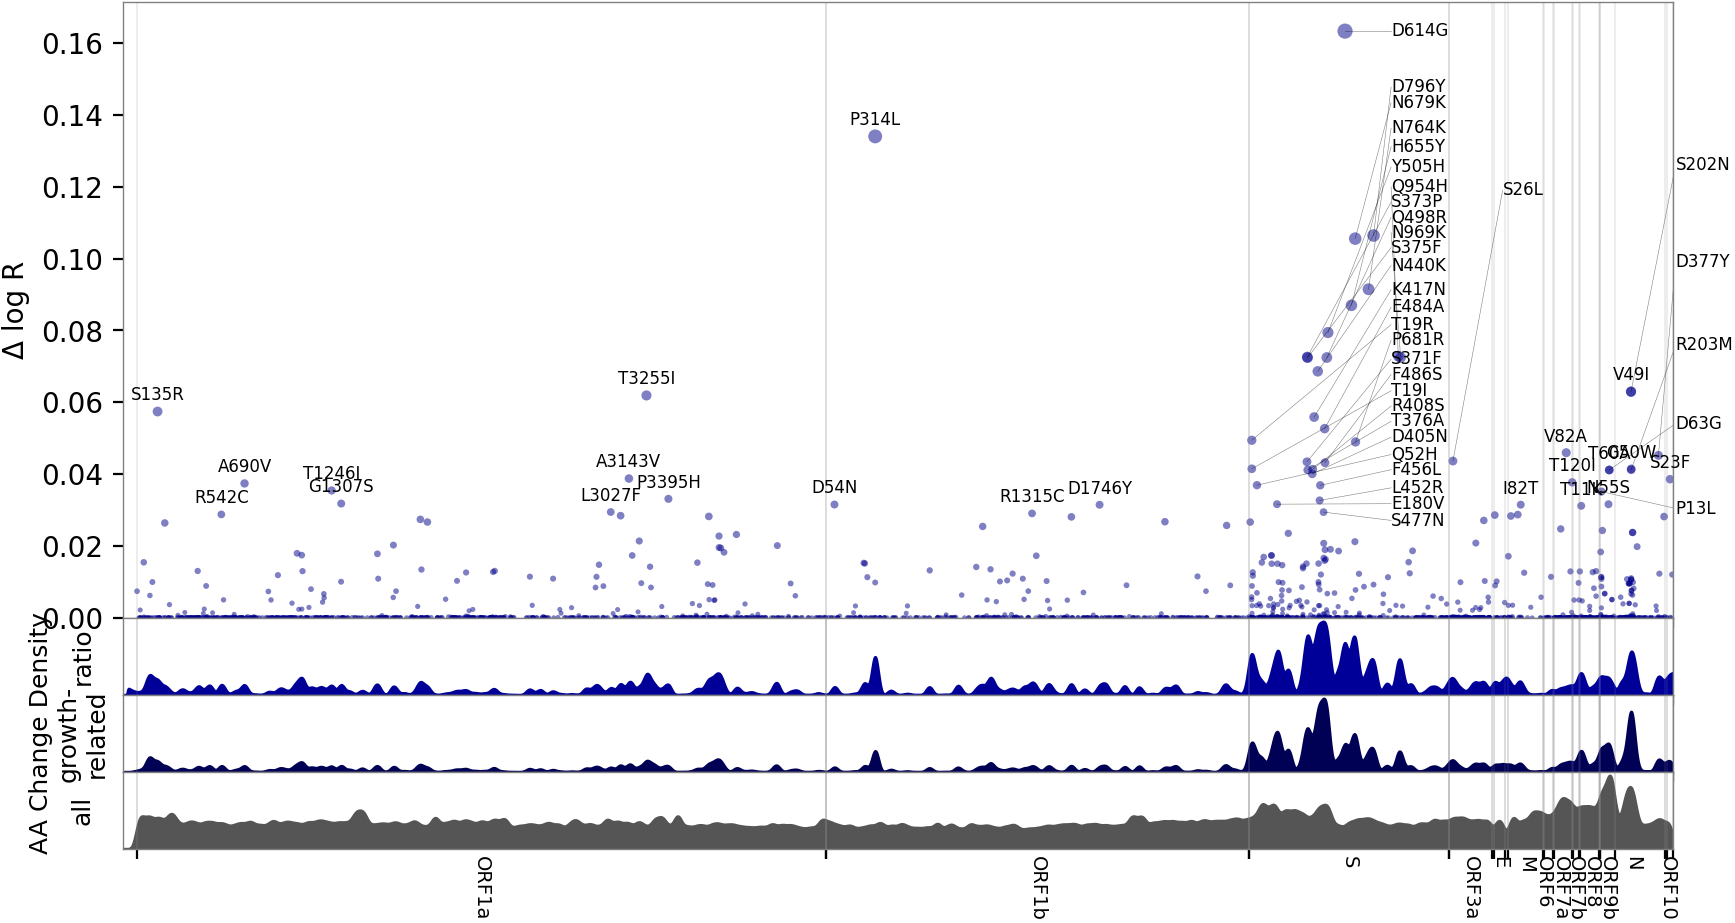 0.16
0.14
0.12
0.10
0.08
0.06
0.04
0.02
0.00
Δ log R
D614G
P314L
D796Y
N679K
N764K
H655Y
Y505H
Q954H
S373P
Q498R
N969K
S375F
N440K
K417N
E484A
T19R
P681R
S371F
F486S
T19I
R408S
T376A
D405N
Q52H
F456L
L452R
E180V
S477N
S26L
S202N
D377Y
R203M
D63G
P13L
S135R
T3255I
A690V
R542C
T1246I
G1307S
A3143V
P3395H
L3027F
D54N
R1315C
D1746Y
I82T
V82A
T120I
V49I
T60A
G50W
S23F
N55S
AA Change Density
ratio
growth-
related
all
ORF1a
ORF1b
S
ORF3a
E
M
ORF6
ORF7a
ORF7b
ORF8
ORF9b
N
ORF10